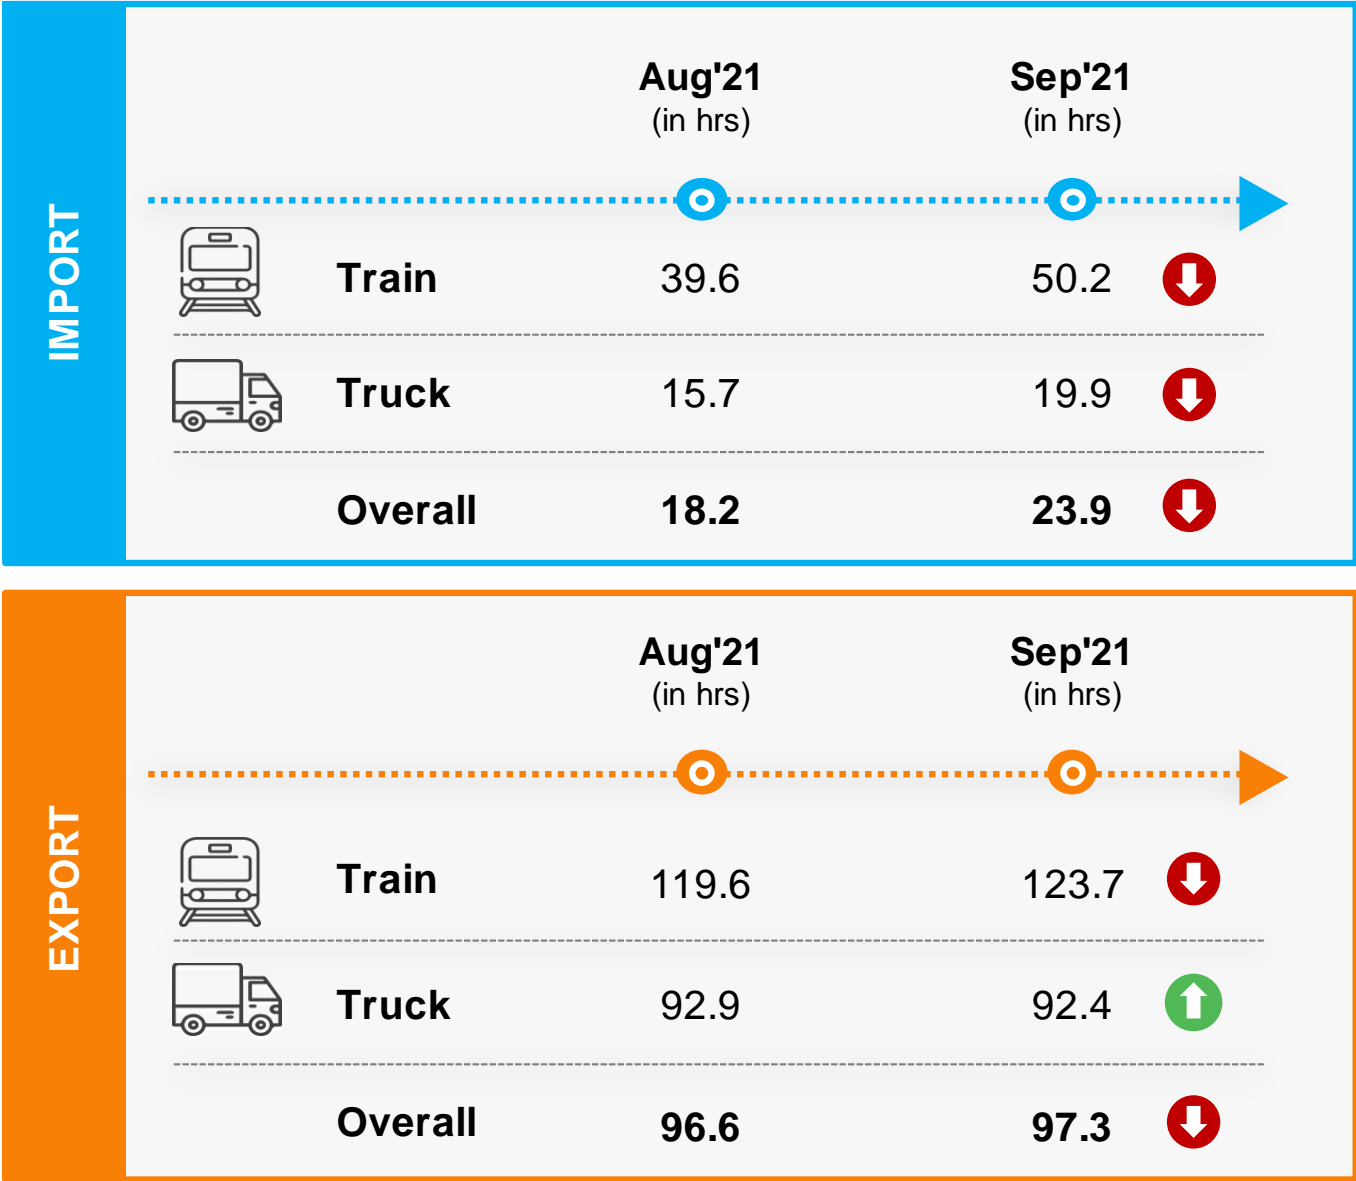 IMPORT
Aug'21 Sep'21
(in hrs) (in hrs)
Train 39.6 50.2
Truck 15.7 19.9
Overall 18.2 23.9
EXPORT
Aug'21 Sep'21
(in hrs) (in hrs)
Train 119.6 123.7
Truck 92.9 92.4
Overall 96.6 97.3